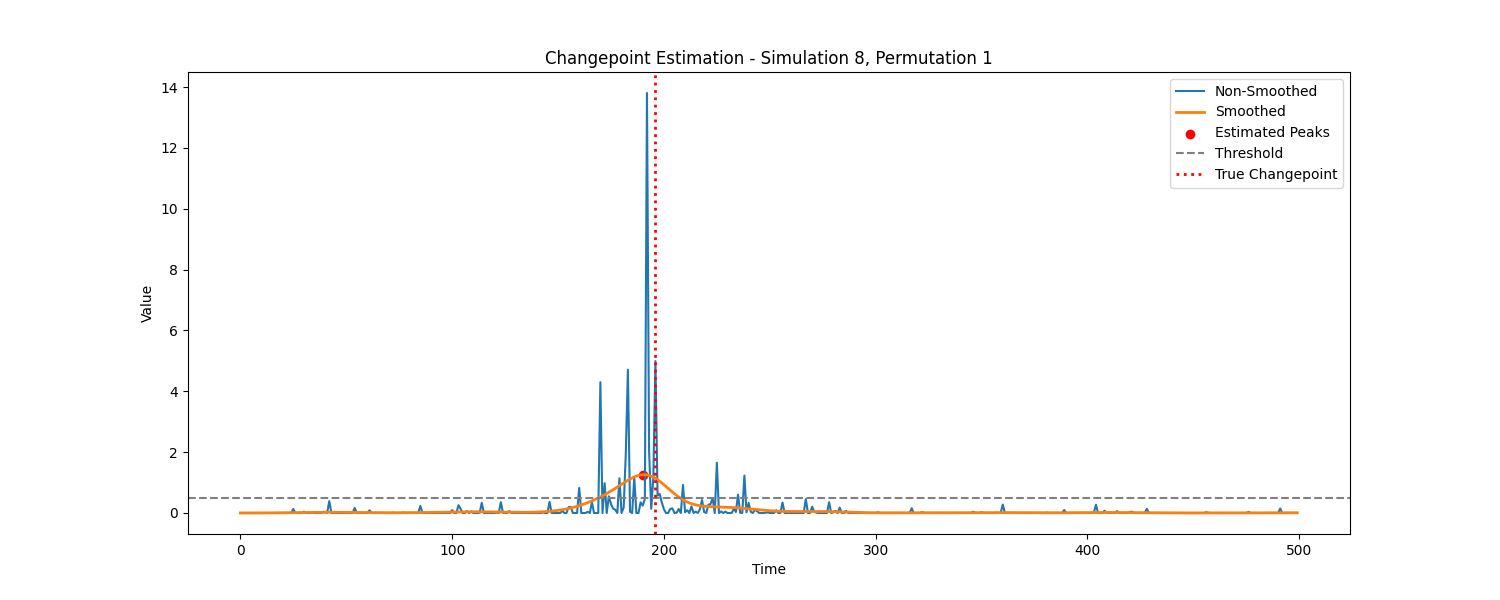 Changepoint Estimation - Simulation 8, Permutation 1
Non-Smoothed
Smoothed
Estimated Peaks
Threshold
True Changepoint
Value
14
12
10
8
6
4
2
0
0 100 200 300 400 500
Time